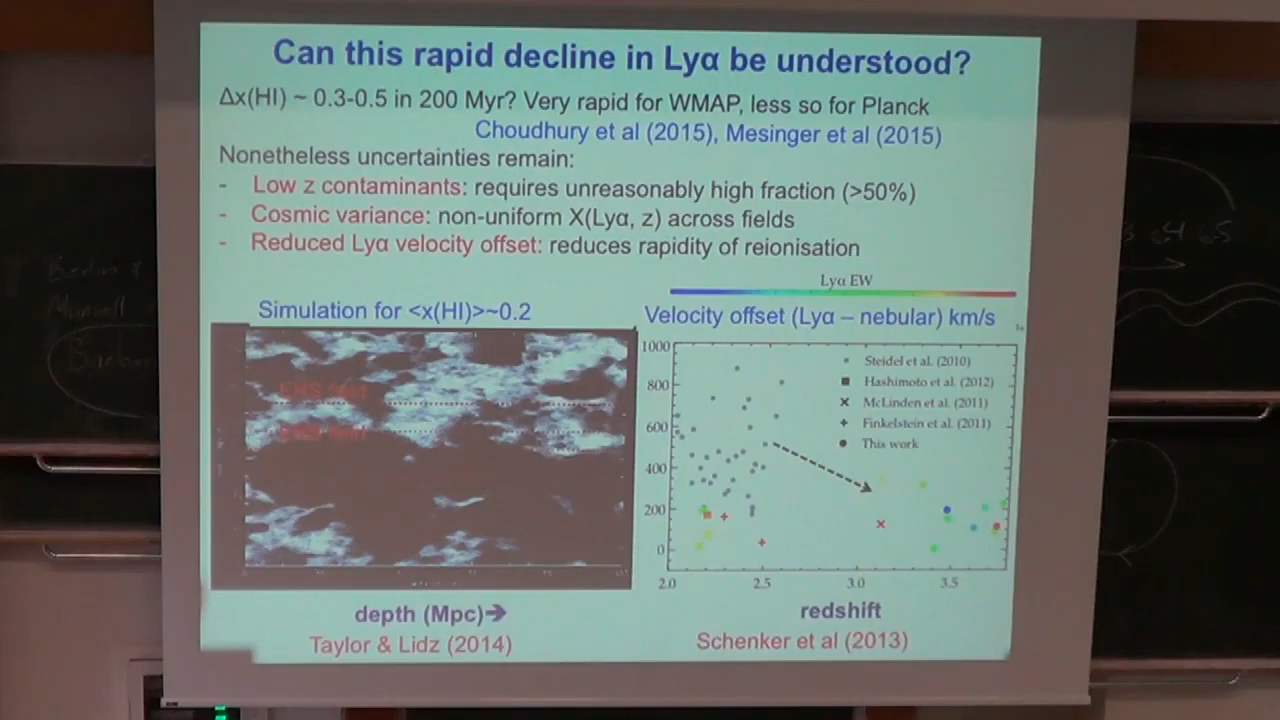 Can this rapid decline in Lyα be understood?
Δx(HI) ~ 0.3-0.5 in 200 Myr? Very rapid for WMAP, less so for Planck
Choudhury et al (2015), Mesinger et al (2015)
Nonetheless uncertainties remain:
- Low z contaminants: requires unreasonably high fraction (>50%)
- Cosmic variance: non-uniform X(Lyα, z) across fields
- Reduced Lyα velocity offset: reduces rapidity of reionisation
Simulation for <x(HI)>~0.2
depth (Mpc)➔
Taylor & Lidz (2014)
Lyα EW
Velocity offset (Lyα – nebular) km/s
1000
800
600
400
200
0
2.0 2.5 3.0 3.5
Steidel et al. (2010)
Hashimoto et al. (2012)
McLinden et al. (2011)
Finkelstein et al. (2011)
This work
redshift
Schenker et al (2013)